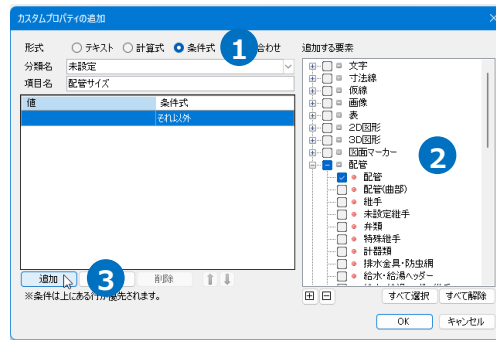 カスタムプロパティの追加
形式 テキスト 計算式 条件式 合わせ
1
分類名 未設定
項目名 配管サイズ
値 条件式
それ以外
追加 削除
3
※条件は上にある行が優先されます。
追加する要素
文字
寸法線
仮線
画像
表
2D図形
3D図形
図面マーカー
配管
配管
配管(曲部)
継手
未設定継手
弁類
特殊継手
計器類
排水金具・防虫網
給水・給湯ヘッダー
2
すべて選択 すべて解除
OK キャンセル